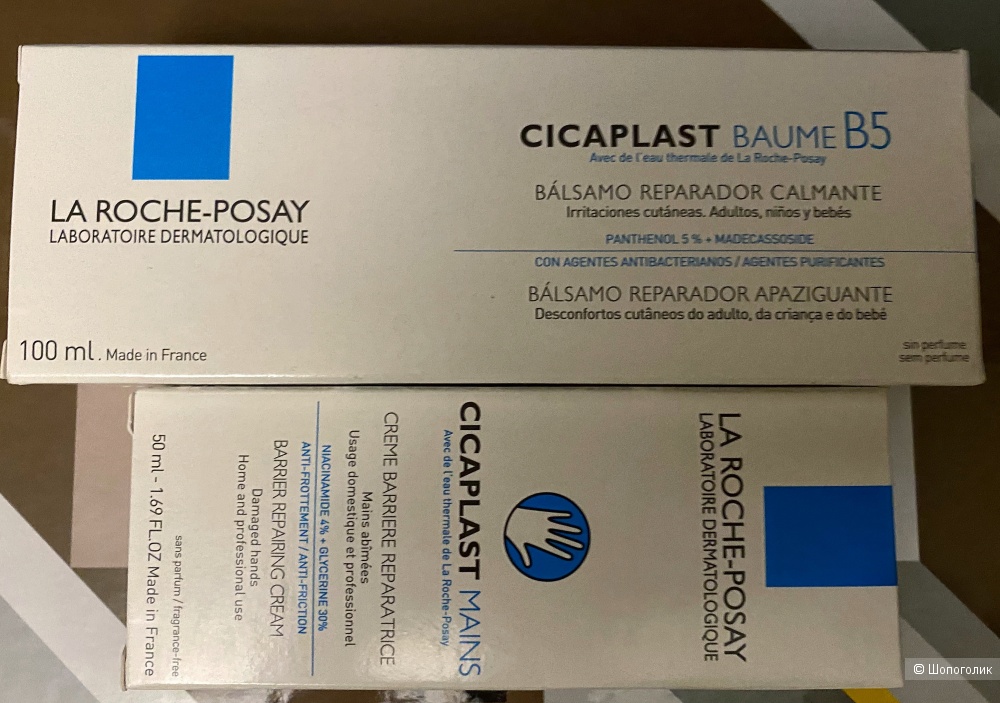 LA ROCHE-POSAY
LABORATOIRE DERMATOLOGIQUE
100 ml. Made in France
CICAPLAST BAUME B5
Avec de l'eau thermale de La Roche-Posay
BÁLSAMO REPARADOR CALMANTE
Irritaciones cutáneas. Adultos, niños y bebés
PANTHENOL 5 % + MADECASSOSIDE
CON AGENTES ANTIBACTERIANOS / AGENTES PURIFICANTES
BÁLSAMO REPARADOR APAZIGUANTE
Desconfortos cutâneos do adulto, da criança e do bebé
sin perfume
sem perfume
LA ROCHE-POSAY
LABORATOIRE DERMATOLOGIQUE
CICAPLAST MAINS
Avec de l'eau thermale de La Roche-Posay
CREME BARRIERE REPARATRICE
Mains abîmées
Usage domestique et professionnel
NIACINAMIDE 4% + GLYCERINE 30%
ANTI-FROTTEMENT / ANTI-FRICTION
BARRIER REPAIRING CREAM
Damaged hands
Home and professional use
sans parfum / fragrance-free
50 ml - 1.69 FL.OZ Made in France
© Шопоголик